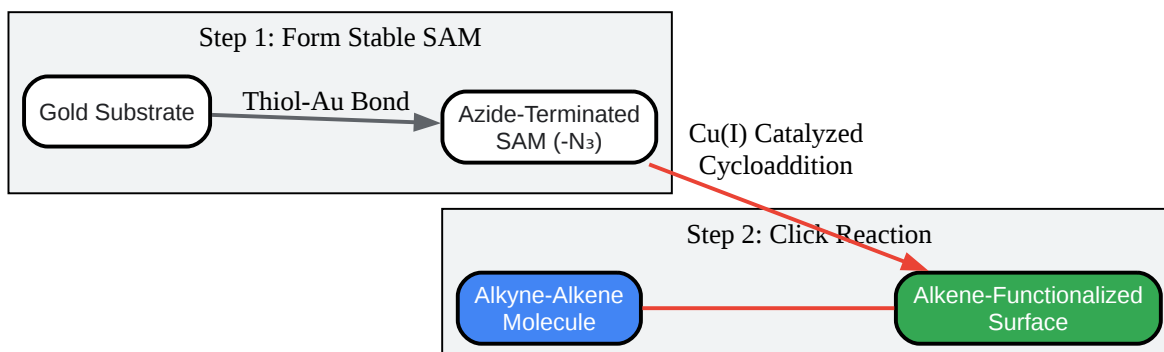 Step 1: Form Stable SAM
Gold Substrate
Thiol-Au Bond
Azide-Terminated
SAM (-N₃)
Cu(I) Catalyzed
Cycloaddition
Step 2: Click Reaction
Alkyne-Alkene
Molecule
Alkene-Functionalized
Surface